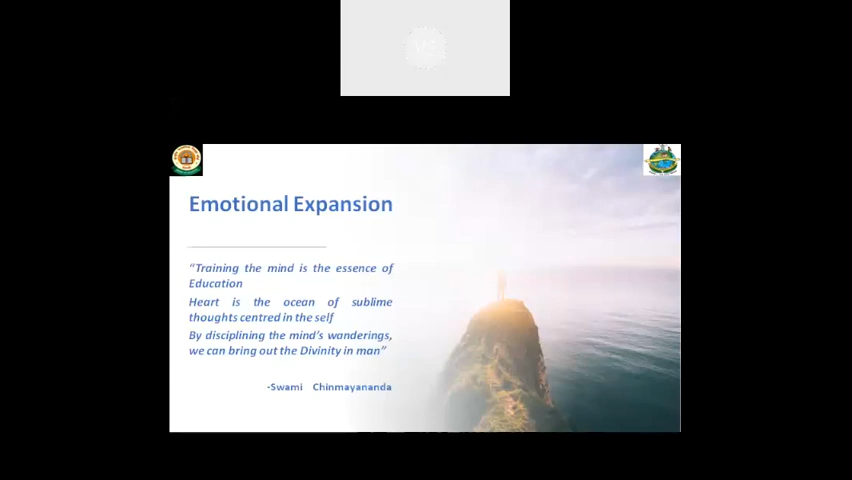 Emotional Expansion
“Training the mind is the essence of
Education
Heart is the ocean of sublime
thoughts centred in the self
By disciplining the mind’s wanderings,
we can bring out the Divinity in man”
-Swami Chinmayananda